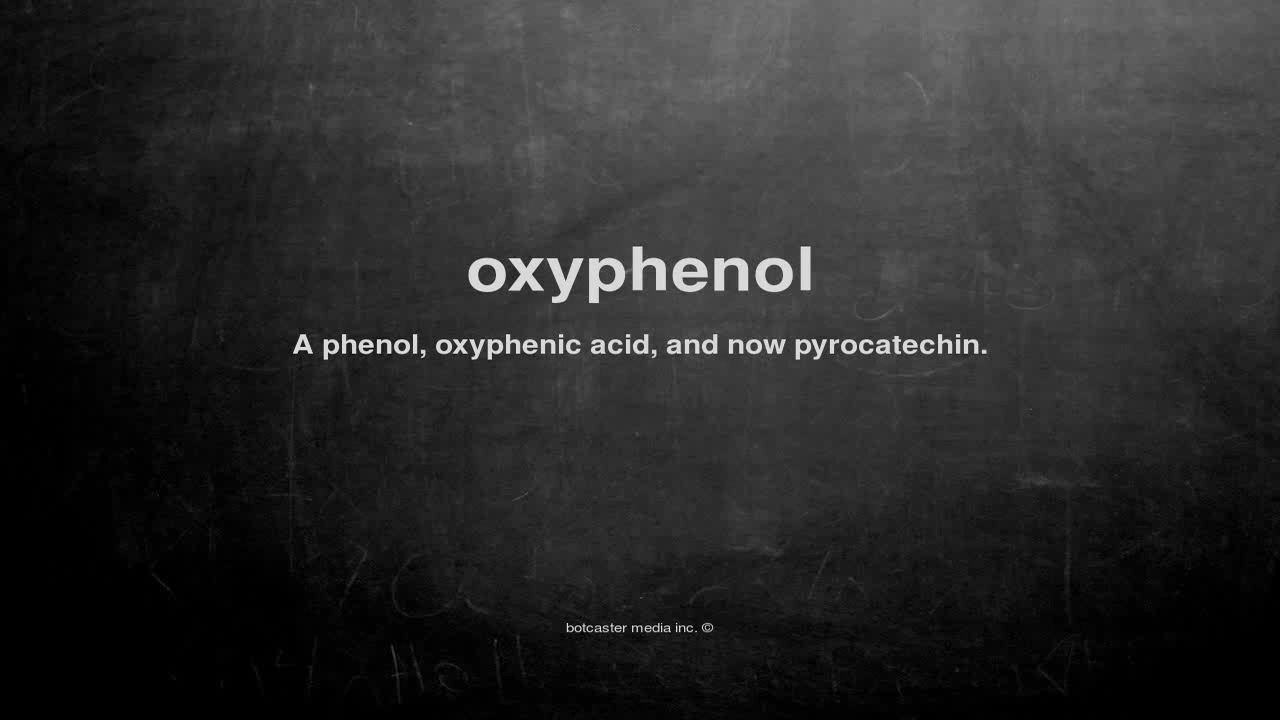 oxyphenol
A phenol, oxyphenic acid, and now pyrocatechin.
botcaster media inc. ©